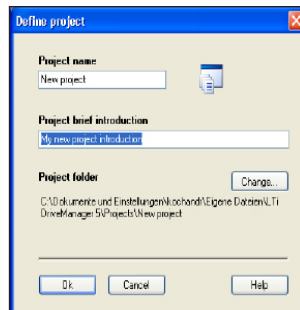 Define project
Project name
New project
Project brief introduction
My new project introduction
Project folder
Change...
C:\Dokumente und Einstellungen\kochandr\Eigene Dateien\LTi
DriveManager 5\Projects\New project
Ok
Cancel
Help